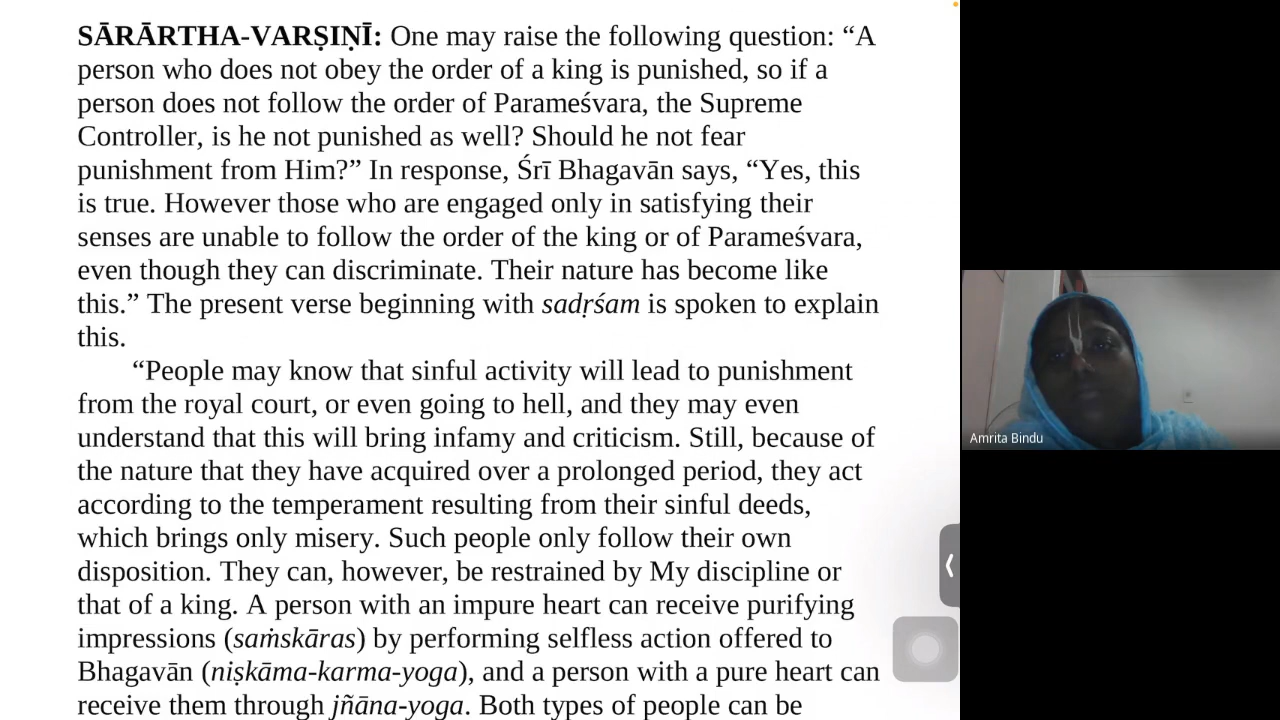 SĀRĀRTHA-VARṢIṆĪ: One may raise the following question: “A
person who does not obey the order of a king is punished, so if a
person does not follow the order of Parameśvara, the Supreme
Controller, is he not punished as well? Should he not fear
punishment from Him?” In response, Śrī Bhagavān says, “Yes, this
is true. However those who are engaged only in satisfying their
senses are unable to follow the order of the king or of Parameśvara,
even though they can discriminate. Their nature has become like
this.” The present verse beginning with sadṛśam is spoken to explain
this.
“People may know that sinful activity will lead to punishment
from the royal court, or even going to hell, and they may even
understand that this will bring infamy and criticism. Still, because of
the nature that they have acquired over a prolonged period, they act
according to the temperament resulting from their sinful deeds,
which brings only misery. Such people only follow their own
disposition. They can, however, be restrained by My discipline or
that of a king. A person with an impure heart can receive purifying
impressions (saṁskāras) by performing selfless action offered to
Bhagavān (niṣkāma-karma-yoga), and a person with a pure heart can
receive them through jñāna-yoga. Both types of people can be
Amrita Bindu